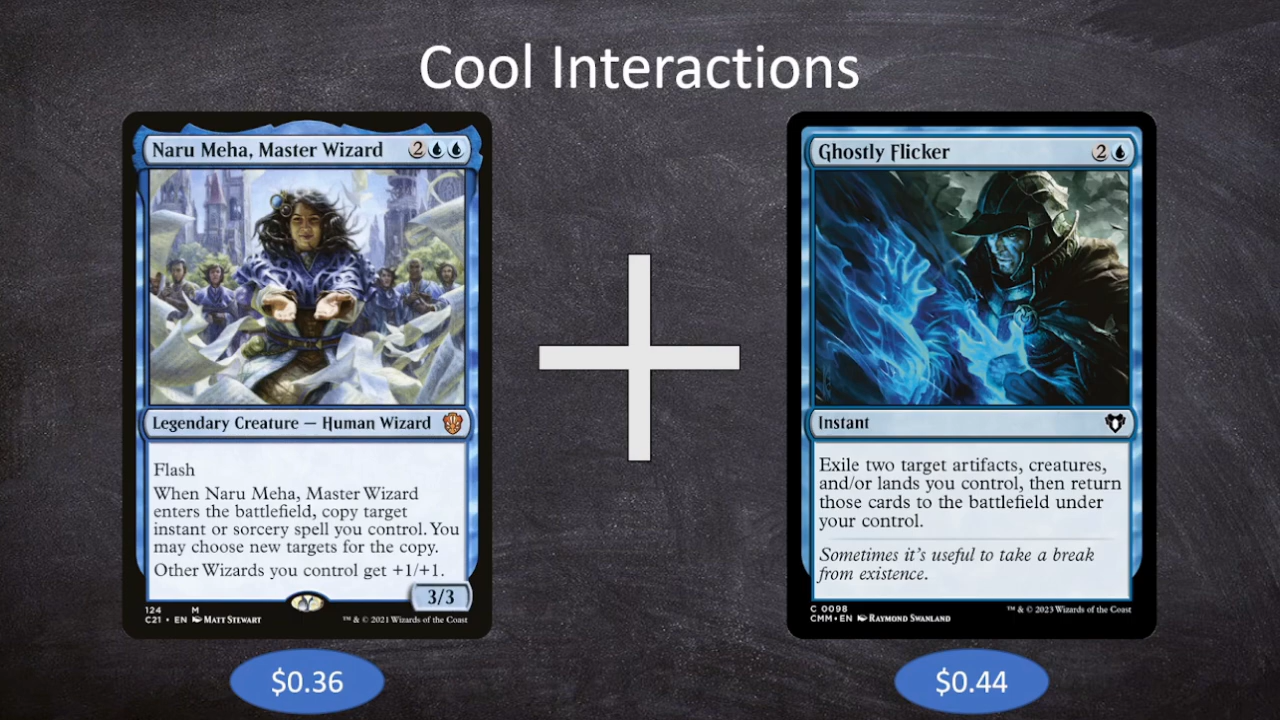 Cool Interactions
Naru Meha, Master Wizard 2
Legendary Creature — Human Wizard
Flash
When Naru Meha, Master Wizard
enters the battlefield, copy target
instant or sorcery spell you control. You
may choose new targets for the copy.
Other Wizards you control get +1/+1.
3/3
124 M
C21 • EN MATT STEWART
™ & © 2021 Wizards of the Coast
$0.36
Ghostly Flicker 2
Instant
Exile two target artifacts, creatures,
and/or lands you control, then return
those cards to the battlefield under
your control.
Sometimes it's useful to take a break
from existence.
C 0098
CMM • EN RAYMOND SWANLAND
™ & © 2023 Wizards of the Coast
$0.44